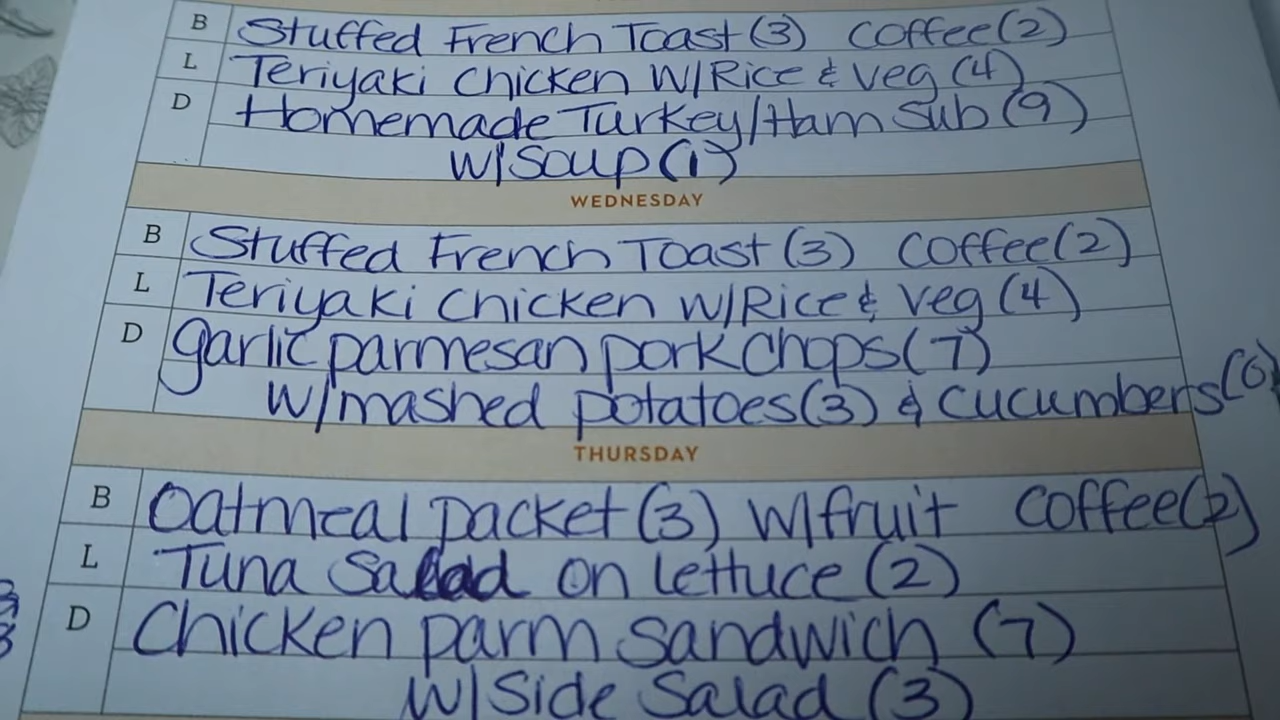 B Stuffed French Toast (3) Coffee (2)
L Teriyaki Chicken W/Rice & Veg (4)
D Homemade Turkey/Ham Sub (9)
W/Soup (1)
WEDNESDAY
B Stuffed French Toast (3) Coffee (2)
L Teriyaki Chicken W/Rice & Veg (4)
D Garlic parmesan pork chops (7)
W/mashed potatoes (3) & cucumbers (0)
THURSDAY
B Oatmeal packet (3) W/fruit Coffee (2)
L Tuna Salad on lettuce (2)
D Chicken parm sandwich (7)
W/Side Salad (3)